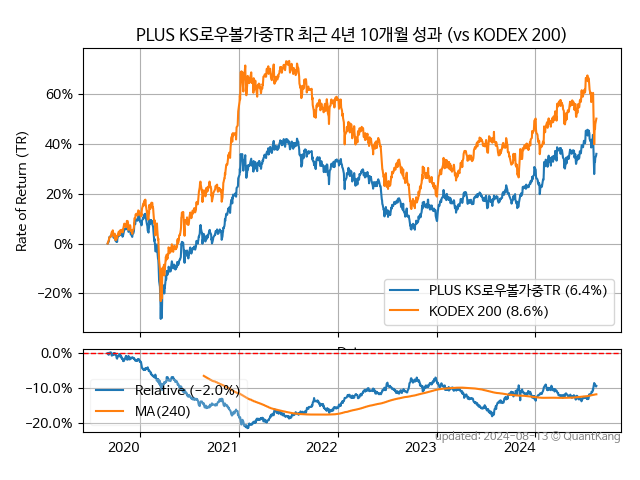 PLUS KS로우볼가중TR 최근 4년 10개월 성과 (vs KODEX 200)
Rate of Return (TR)
60%
40%
20%
0%
−20%
PLUS KS로우볼가중TR (6.4%)
KODEX 200 (8.6%)
0.0%
−10.0%
−20.0%
Relative (−2.0%)
MA(240)
2020 2021 2022 2023 2024
updated: 2024-08-13 © QuantKang